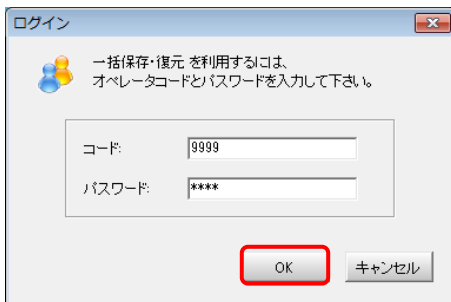 ログイン
一括保存・復元 を利用するには、
オペレータコードとパスワードを入力して下さい。
コード: 9999
パスワード: ****
OK キャンセル